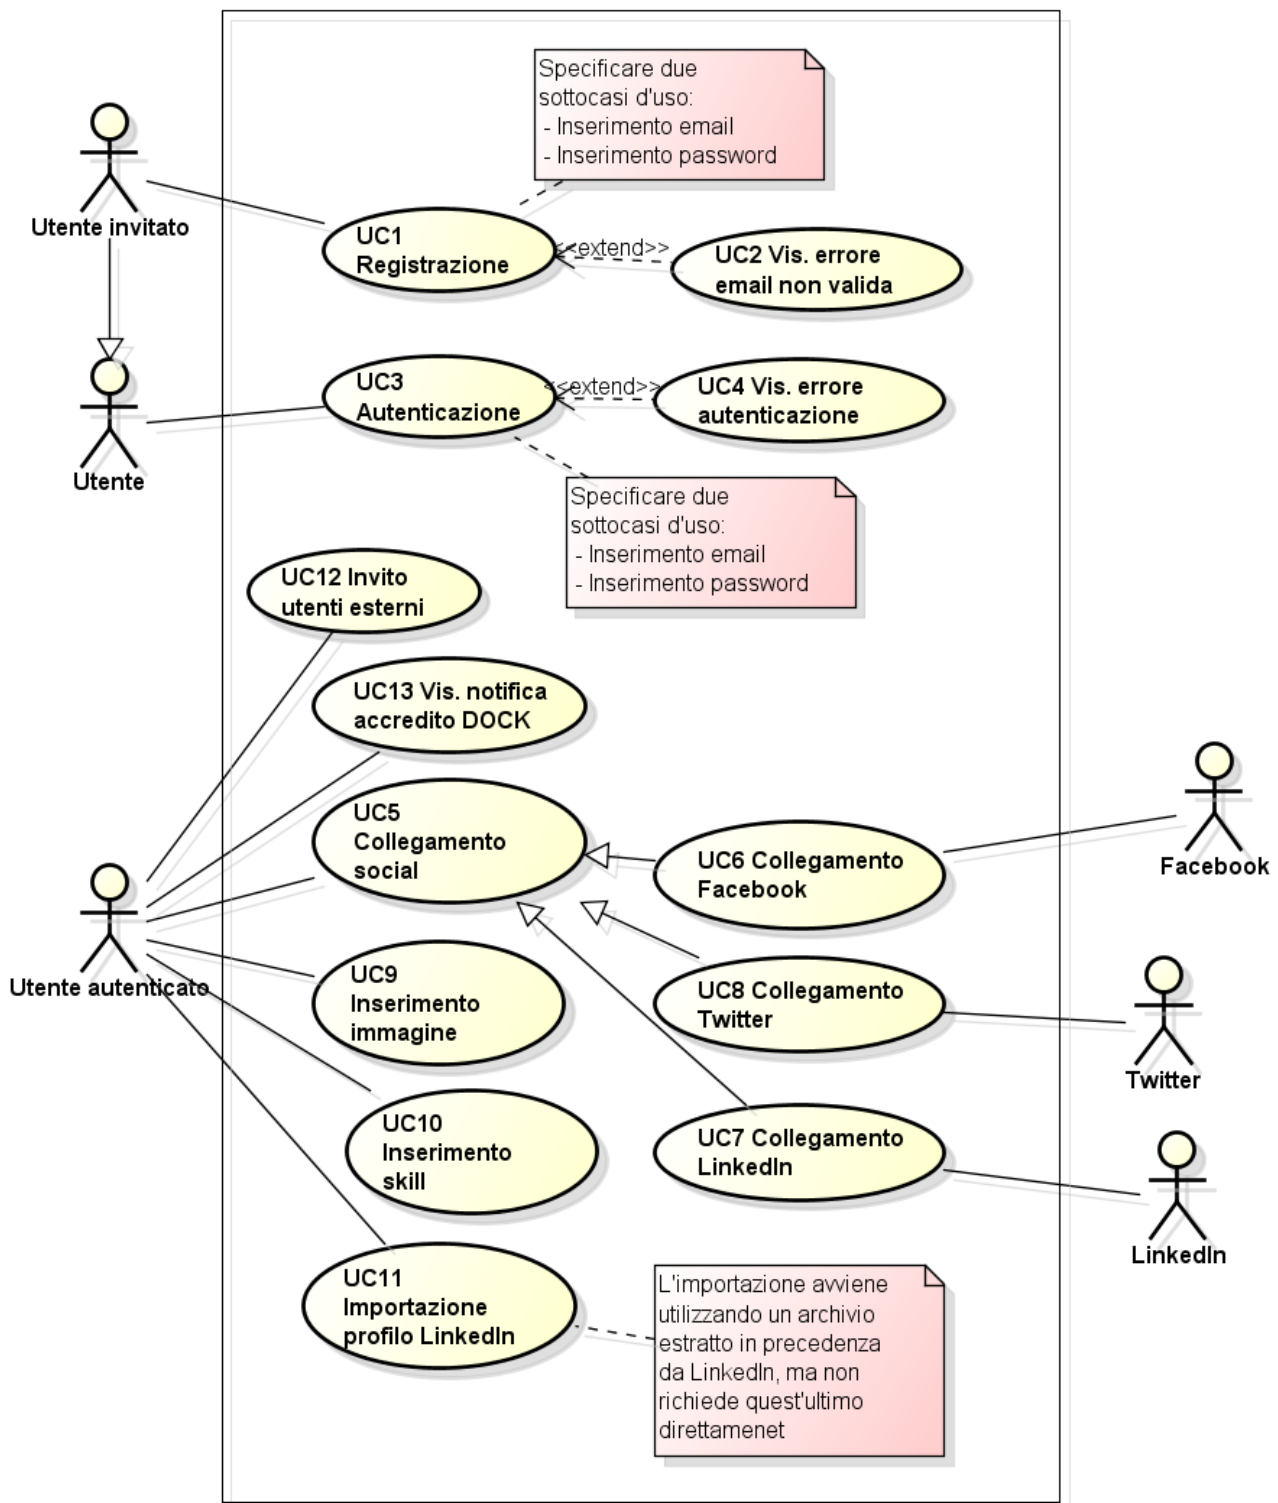 Specificare due
sottocasi d'uso:
- Inserimento email
- Inserimento password
Utente invitato
UC1
Registrazione
<<extend>>
UC2 Vis. errore
email non valida
UC3
Autenticazione
<<extend>>
UC4 Vis. errore
autenticazione
Utente
Specificare due
sottocasi d'uso:
- Inserimento email
- Inserimento password
UC12 Invito
utenti esterni
UC13 Vis. notifica
accredito DOCK
UC5
Collegamento
social
UC6 Collegamento
Facebook
Facebook
Utente autenticato
UC9
Inserimento
immagine
UC8 Collegamento
Twitter
Twitter
UC10
Inserimento
skill
UC7 Collegamento
LinkedIn
LinkedIn
UC11
Importazione
profilo LinkedIn
L'importazione avviene
utilizzando un archivio
estratto in precedenza
da LinkedIn, ma non
richiede quest'ultimo
direttamenet